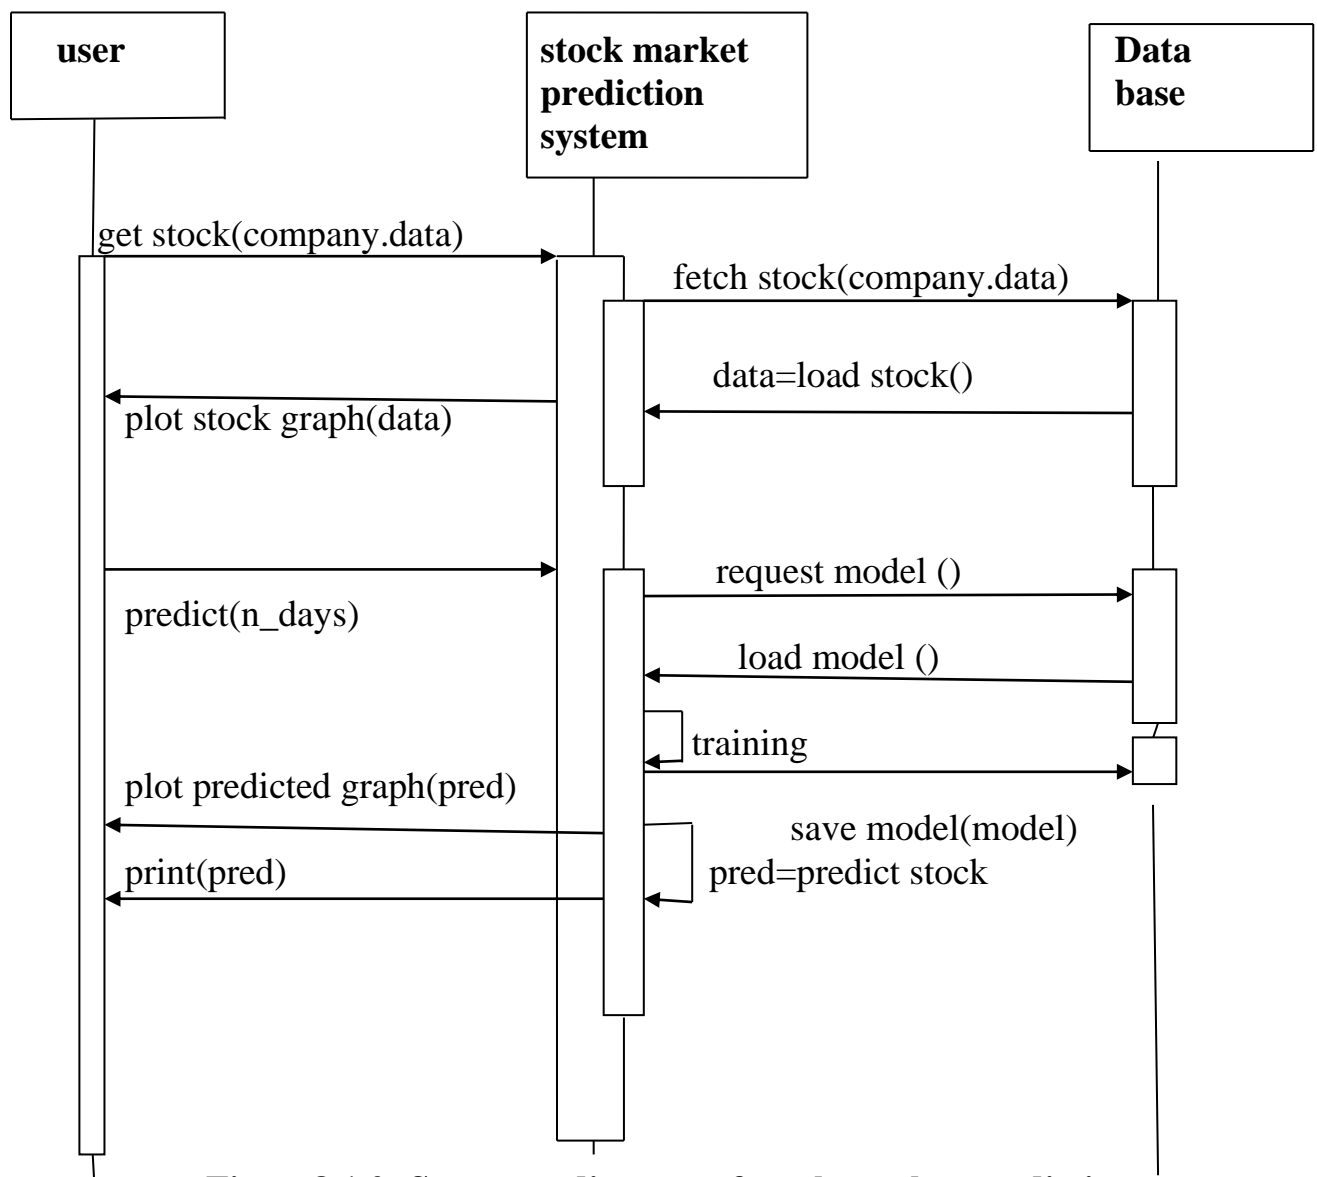 user
stock market
prediction
system
Data
base
get stock(company.data)
fetch stock(company.data)
data=load stock()
plot stock graph(data)
request model ()
predict(n_days)
load model ()
training
plot predicted graph(pred)
save model(model)
print(pred)
pred=predict stock